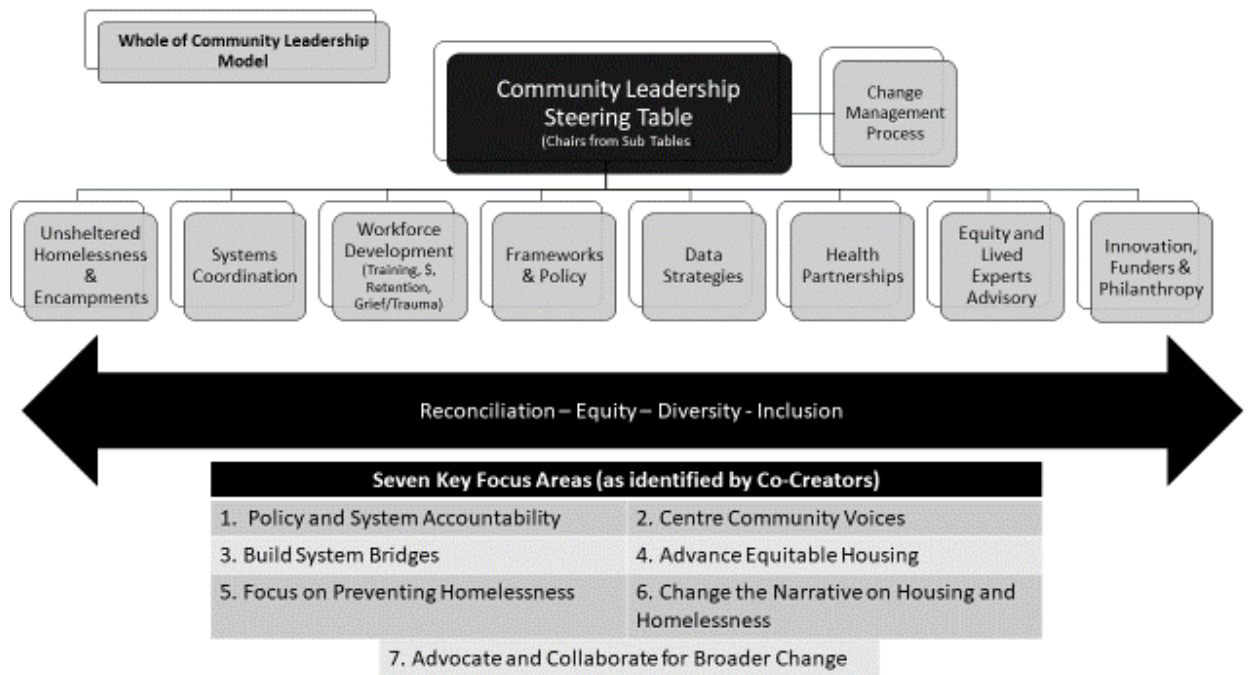 Whole of Community Leadership
Model
Community Leadership
Steering Table
(Chairs from Sub Tables
Change
Management
Process
Unsheltered
Homelessness
&
Encampments
Systems
Coordination
Workforce
Development
(Training, $,
Retention,
Grief/Trauma)
Frameworks
& Policy
Data
Strategies
Health
Partnerships
Equity and
Lived
Experts
Advisory
Innovation,
Funders &
Philanthropy
Reconciliation – Equity – Diversity - Inclusion
Seven Key Focus Areas (as identified by Co-Creators)
1. Policy and System Accountability
2. Centre Community Voices
3. Build System Bridges
4. Advance Equitable Housing
5. Focus on Preventing Homelessness
6. Change the Narrative on Housing and
Homelessness
7. Advocate and Collaborate for Broader Change